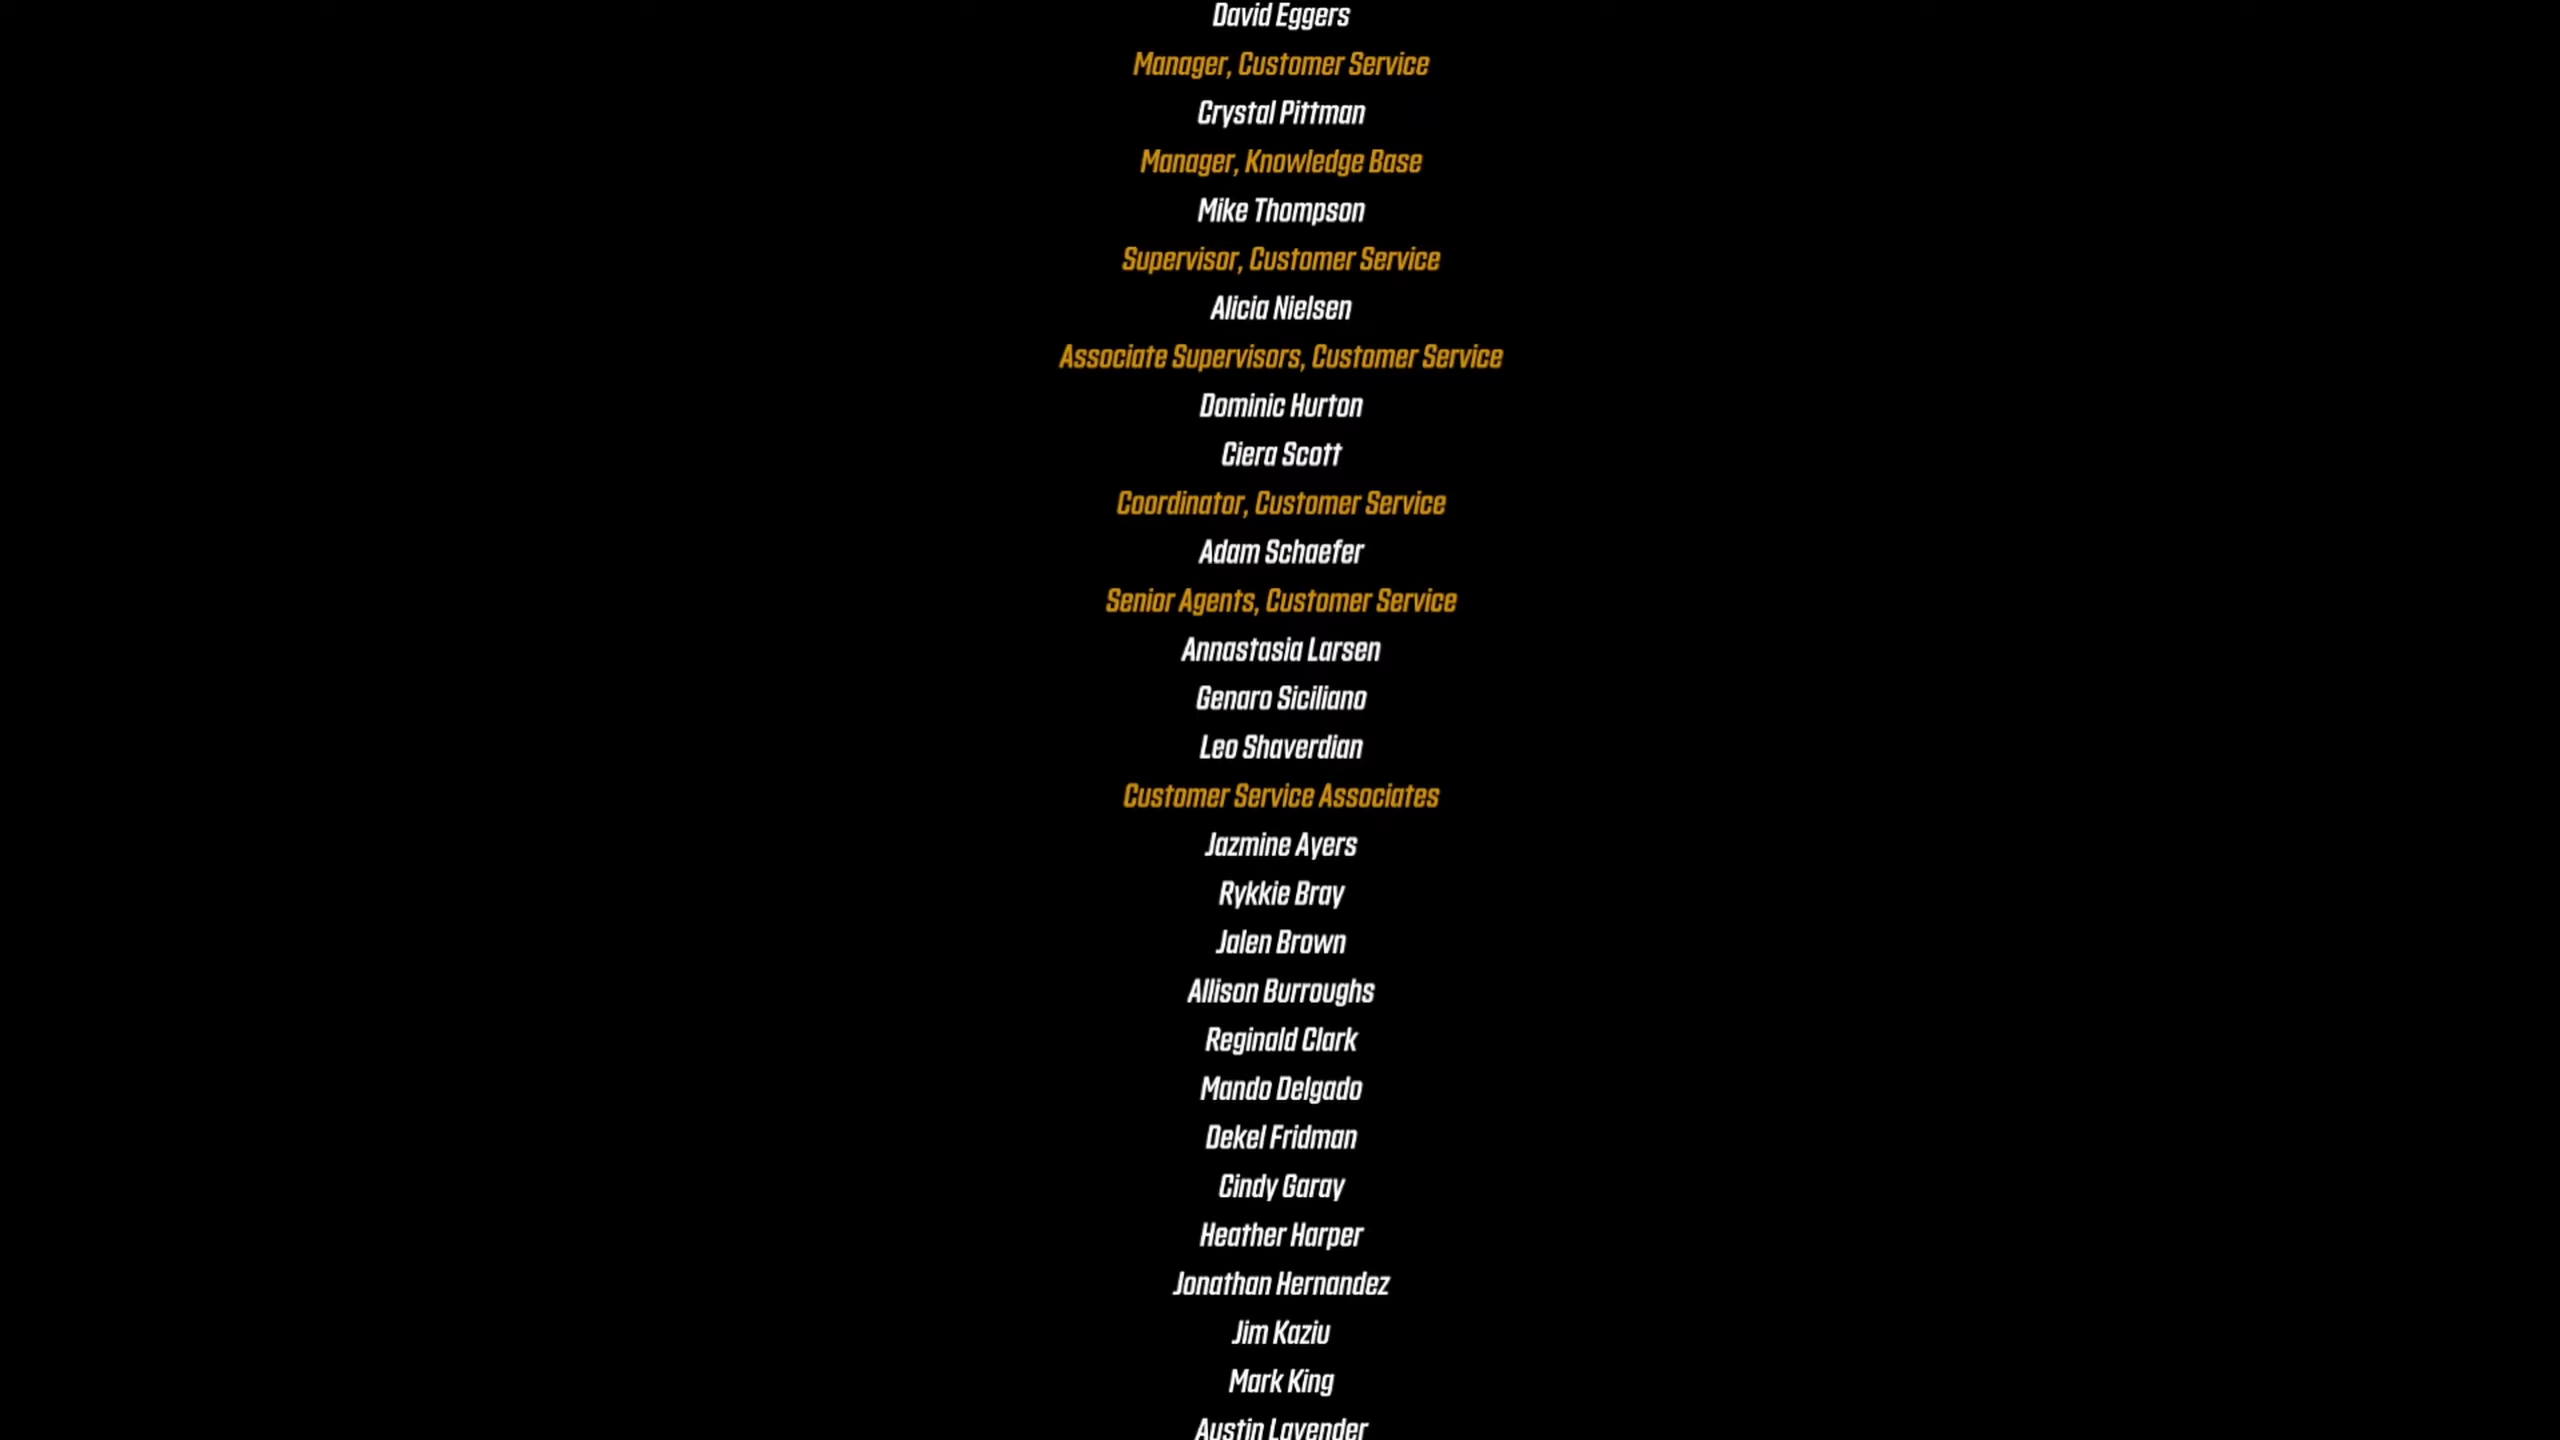 David Eggers
Manager, Customer Service
Crystal Pittman
Manager, Knowledge Base
Mike Thompson
Supervisor, Customer Service
Alicia Nielsen
Associate Supervisors, Customer Service
Dominic Hurton
Ciera Scott
Coordinator, Customer Service
Adam Schaefer
Senior Agents, Customer Service
Annastasia Larsen
Genaro Siciliano
Leo Shaverdian
Customer Service Associates
Jazmine Ayers
Rykkie Bray
Jalen Brown
Allison Burroughs
Reginald Clark
Mando Delgado
Dekel Fridman
Cindy Garay
Heather Harper
Jonathan Hernandez
Jim Kaziu
Mark King
Austin Lavender